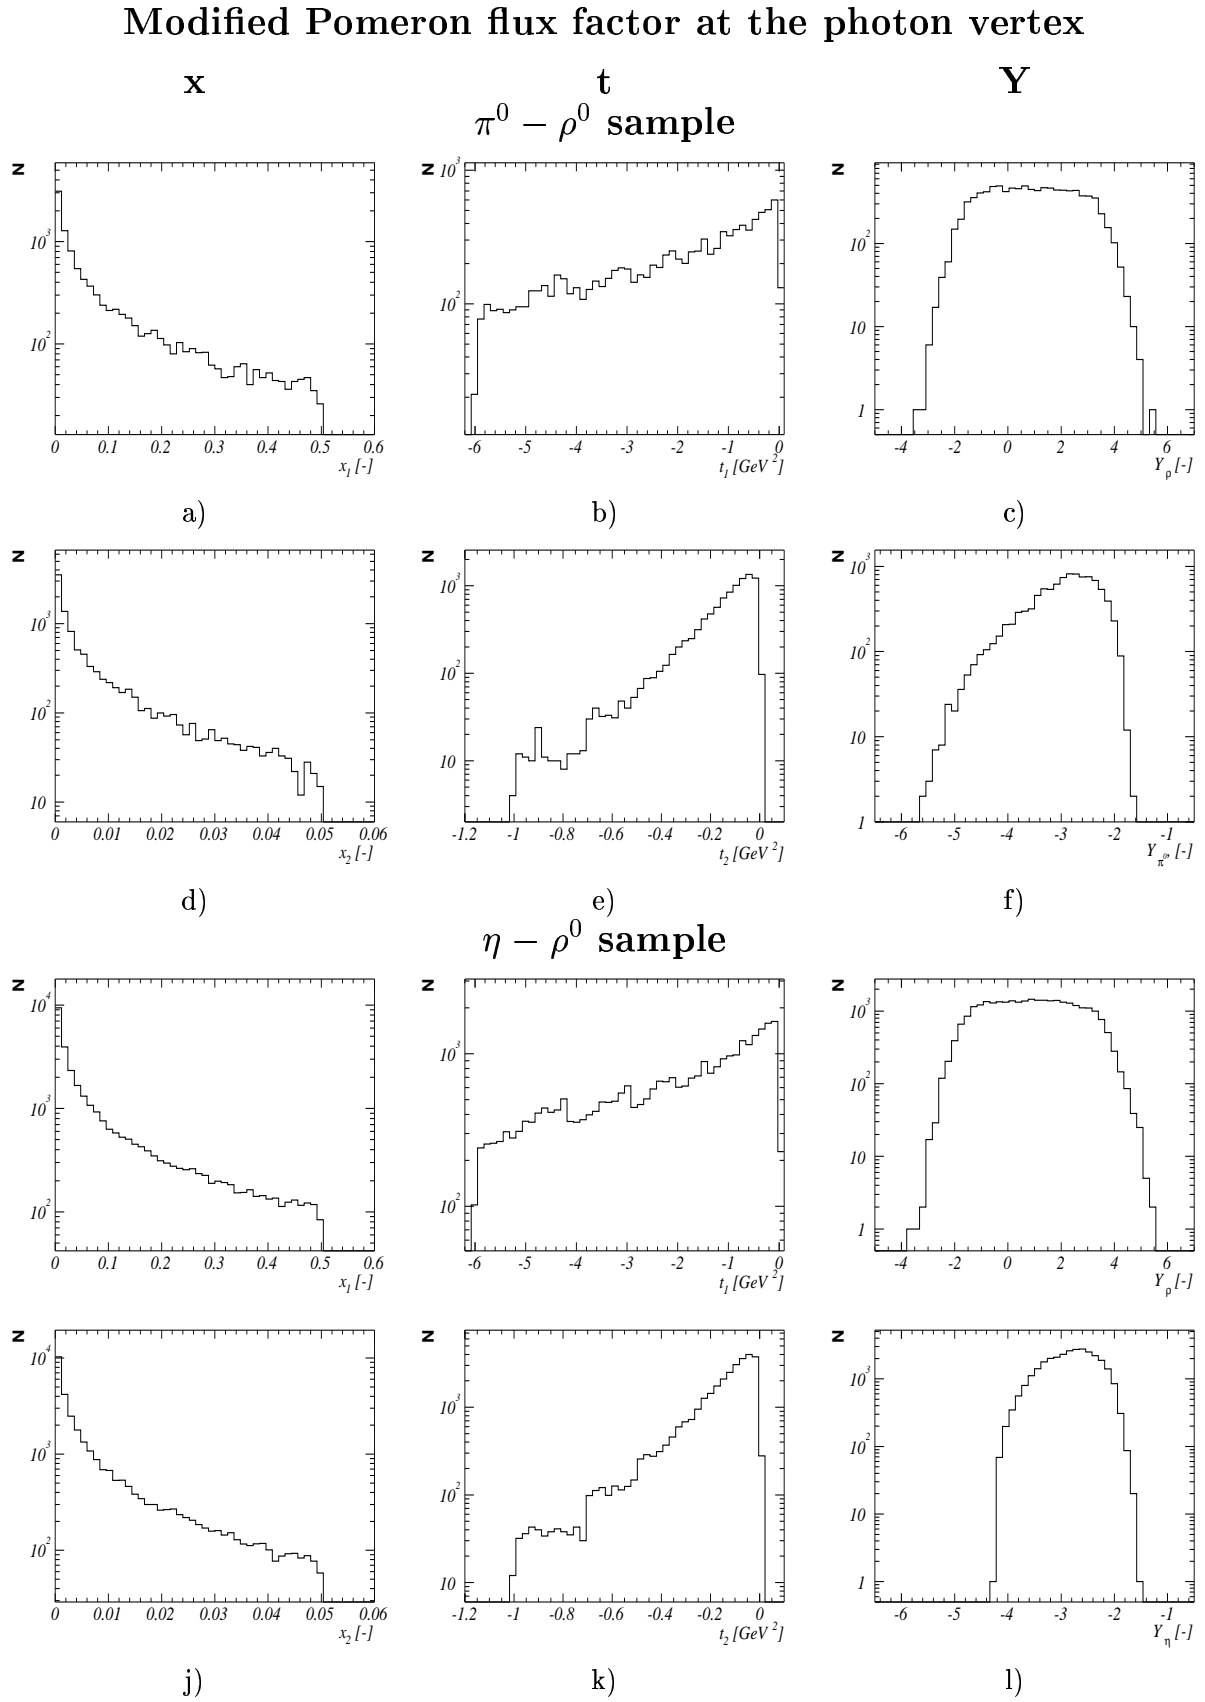 Modified Pomeron flux factor at the photon vertex
x t Y
π⁰ − ρ⁰ sample
N
10³
10²
0 0.1 0.2 0.3 0.4 0.5 0.6
x₁ [-]
a)
N
10³
10²
-6 -5 -4 -3 -2 -1 0
t₁ [GeV²]
b)
N
10²
10
1
-4 -2 0 2 4 6
Y_ρ [-]
c)
N
10³
10²
10
0 0.01 0.02 0.03 0.04 0.05 0.06
x₂ [-]
d)
N
10³
10²
10
-1.2 -1 -0.8 -0.6 -0.4 -0.2 0
t₂ [GeV²]
e)
N
10³
10²
10
1
-6 -5 -4 -3 -2 -1
Y_π⁰, [-]
f)
η − ρ⁰ sample
N
10⁴
10³
10²
0 0.1 0.2 0.3 0.4 0.5 0.6
x₁ [-]
N
10³
10²
-6 -5 -4 -3 -2 -1 0
t₁ [GeV²]
N
10³
10²
10
1
-4 -2 0 2 4 6
Y_ρ [-]
N
10⁴
10³
10²
0 0.01 0.02 0.03 0.04 0.05 0.06
x₂ [-]
j)
N
10³
10²
10
-1.2 -1 -0.8 -0.6 -0.4 -0.2 0
t₂ [GeV²]
k)
N
10³
10²
10
1
-6 -5 -4 -3 -2 -1
Y_η [-]
l)